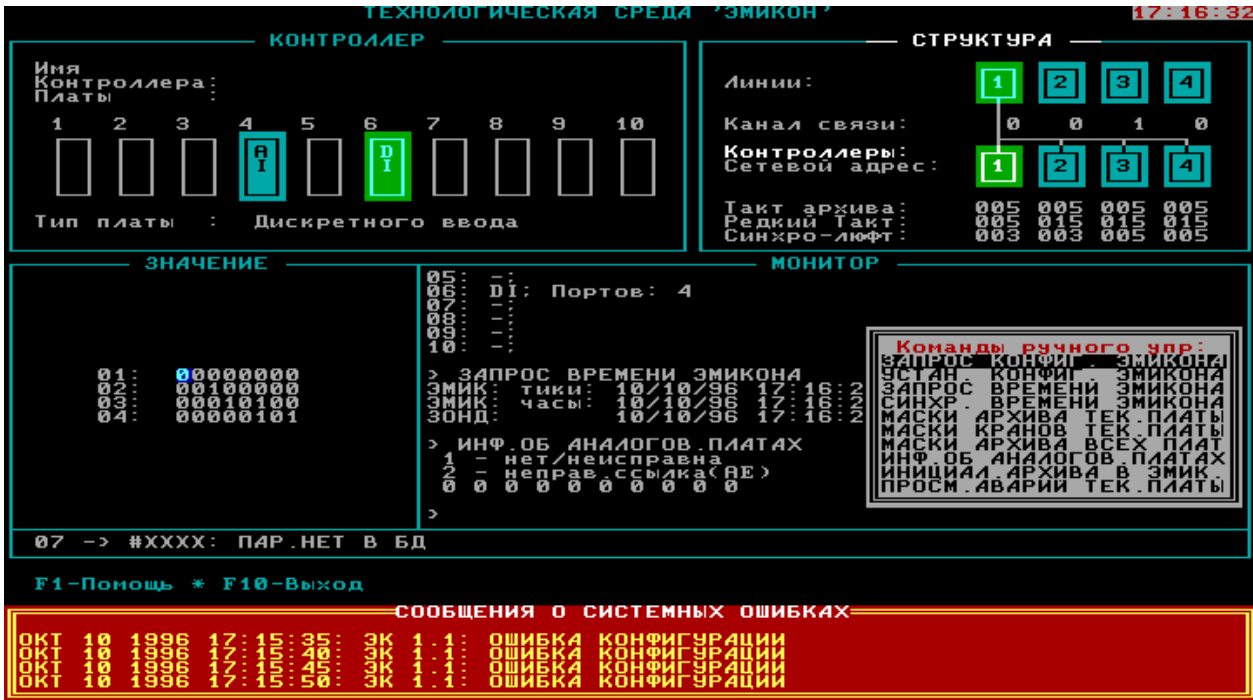 ТЕХНОЛОГИЧЕСКАЯ СРЕДА 'ЭМИКОН'
17:16:32
КОНТРОЛЛЕР
Имя
Контроллера:
Платы :
1 2 3 4 5 6 7 8 9 10
AI DI
Тип платы : Дискретного ввода
СТРУКТУРА
Линии: 1 2 3 4
Канал связи: 0 0 1 0
Контроллеры:
Сетевой адрес: 1 2 3 4
Такт архива: 005 005 005 005
Редкий Такт: 005 015 015 015
Синхро-люфт: 003 003 005 005
ЗНАЧЕНИЕ
01: 00000000
02: 00100000
03: 00010100
04: 00000101
МОНИТОР
05: -;
06: DI; Портов: 4
07: -;
08: -;
09: -;
10: -;
> ЗАПРОС ВРЕМЕНИ ЭМИКОНА
ЭМИК: тики: 10/10/96 17:16:2
ЭМИК: часы: 10/10/96 17:16:2
ЗОНД: 10/10/96 17:16:2
> ИНФ.ОБ АНАЛОГОВ.ПЛАТАХ
1 - нет/неисправна
2 - неправ.ссылка(AE)
0 0 0 0 0 0 0 0 0 0
>
Команды ручного упр:
ЗАПРОС КОНФИГ. ЭМИКОНА
УСТАН. КОНФИГ. ЭМИКОНА
ЗАПРОС ВРЕМЕНИ ЭМИКОНА
СИНХР. ВРЕМЕНИ ЭМИКОНА
МАСКИ АРХИВА ТЕК.ПЛАТЫ
МАСКИ КРАНОВ ТЕК.ПЛАТЫ
МАСКИ АРХИВА ВСЕХ ПЛАТ
ИНФ.ОБ АНАЛОГОВ.ПЛАТАХ
ИНИЦИАЛ.АРХИВА В ЭМИК.
ПРОСМ.АВАРИЙ ТЕК.ПЛАТЫ
07 -> #XXXX: ПАР.НЕТ В БД
F1-Помощь * F10-Выход
СООБЩЕНИЯ О СИСТЕМНЫХ ОШИБКАХ
ОКТ 10 1996 17:15:35: ЭК 1.1: ОШИБКА КОНФИГУРАЦИИ
ОКТ 10 1996 17:15:40: ЭК 1.1: ОШИБКА КОНФИГУРАЦИИ
ОКТ 10 1996 17:15:45: ЭК 1.1: ОШИБКА КОНФИГУРАЦИИ
ОКТ 10 1996 17:15:50: ЭК 1.1: ОШИБКА КОНФИГУРАЦИИ